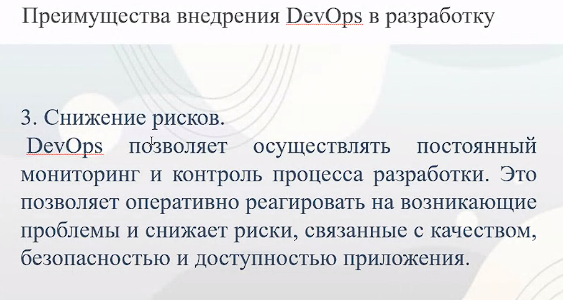 Преимущества внедрения DevOps в разработку
3. Снижение рисков.
DevOps позволяет осуществлять постоянный
мониторинг и контроль процесса разработки. Это
позволяет оперативно реагировать на возникающие
проблемы и снижает риски, связанные с качеством,
безопасностью и доступностью приложения.